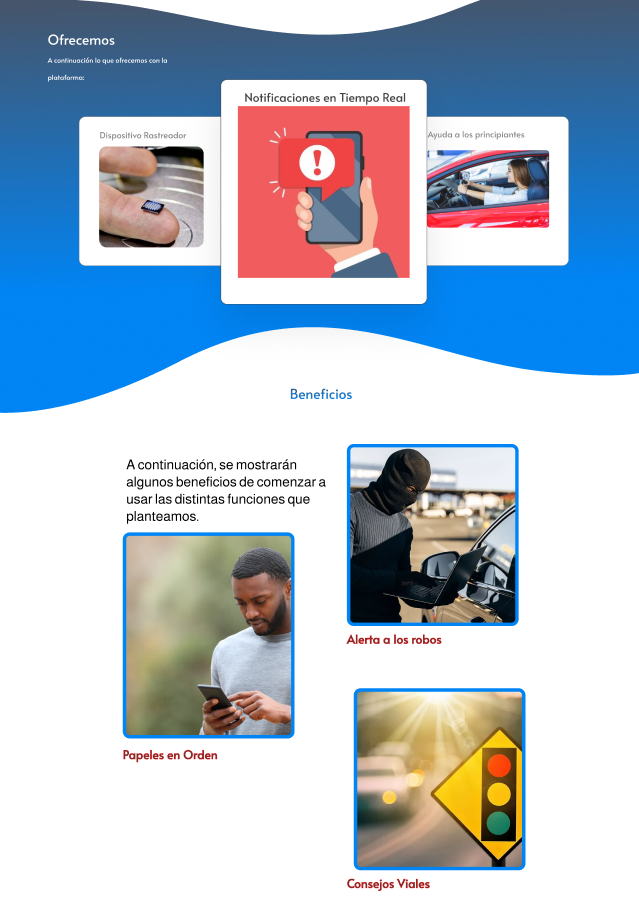 Ofrecemos
A continuación lo que ofrecemos con la
plataforma:
Notificaciones en Tiempo Real
Dispositivo Rastreador
Ayuda a los principiantes
Beneficios
A continuación, se mostrarán
algunos beneficios de comenzar a
usar las distintas funciones que
planteamos.
Alerta a los robos
Papeles en Orden
Consejos Viales